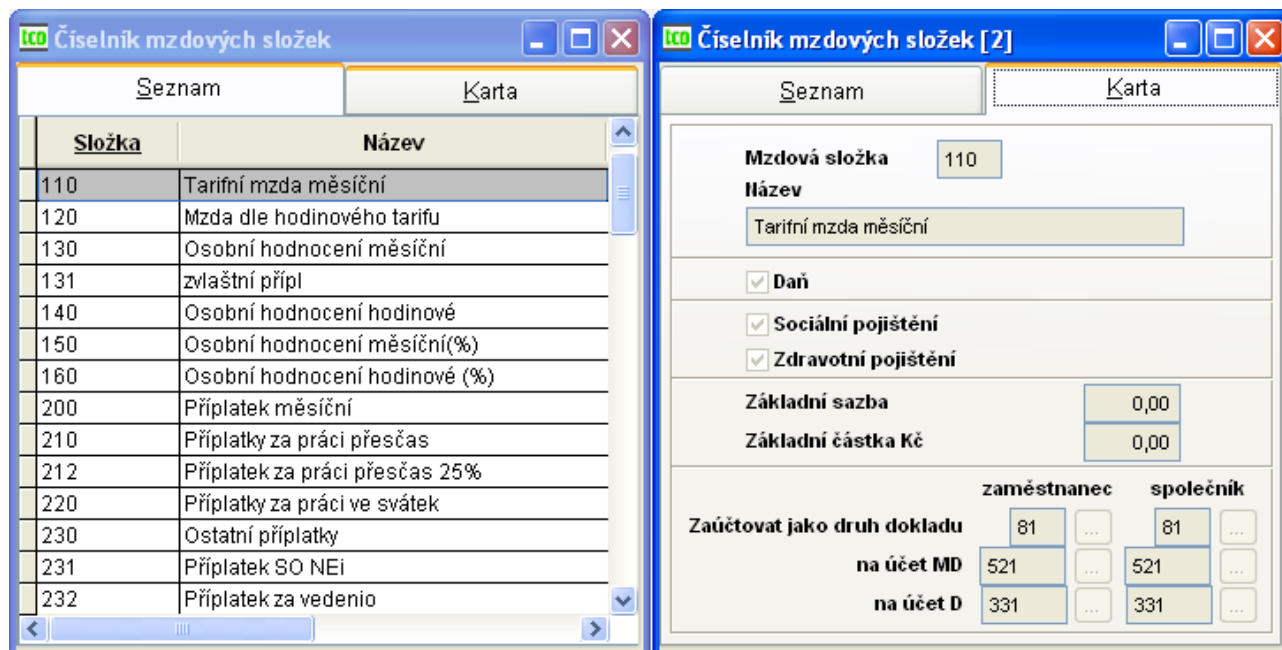 tco Číselník mzdových složek
Seznam Karta
Složka Název
110 Tarifní mzda měsíční
120 Mzda dle hodinového tarifu
130 Osobní hodnocení měsíční
131 zvlaštní přípl
140 Osobní hodnocení hodinové
150 Osobní hodnocení měsíční(%)
160 Osobní hodnocení hodinové (%)
200 Příplatek měsíční
210 Příplatky za práci přesčas
212 Příplatek za práci přesčas 25%
220 Příplatky za práci ve svátek
230 Ostatní příplatky
231 Příplatek SO NEi
232 Příplatek za vedenio
tco Číselník mzdových složek [2]
Seznam Karta
Mzdová složka 110
Název
Tarifní mzda měsíční
Daň
Sociální pojištění
Zdravotní pojištění
Základní sazba 0,00
Základní částka Kč 0,00
zaměstnanec společník
Zaúčtovat jako druh dokladu 81 ... 81 ...
na účet MD 521 ... 521 ...
na účet D 331 ... 331 ...